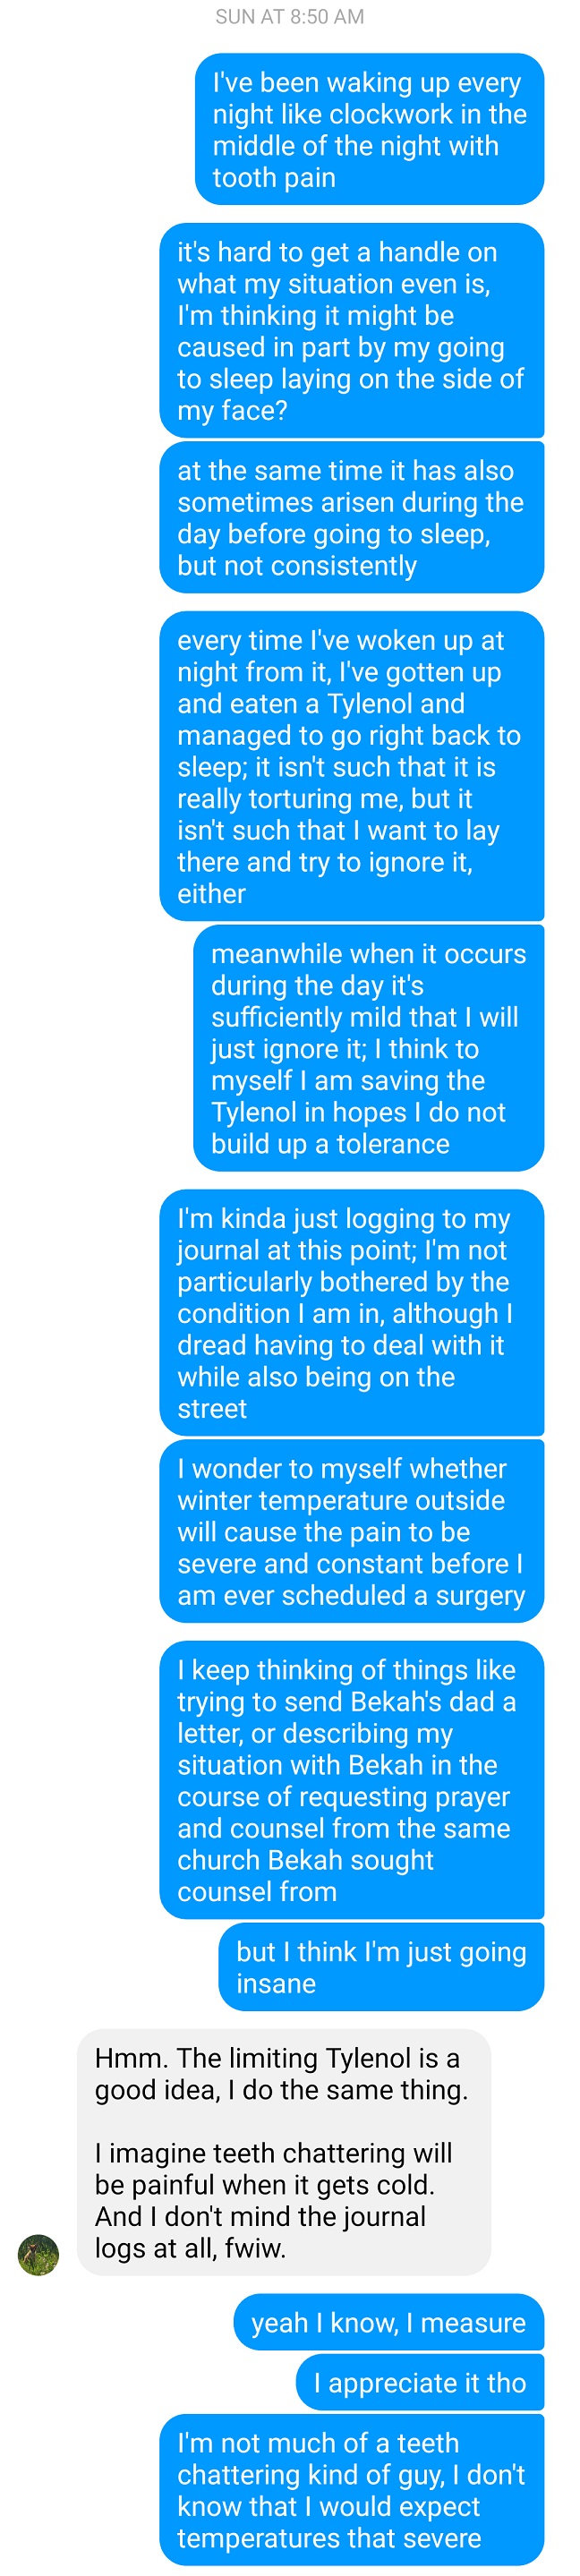 SUN AT 8:50 AM
I've been waking up every
night like clockwork in the
middle of the night with
tooth pain
it's hard to get a handle on
what my situation even is,
I'm thinking it might be
caused in part by my going
to sleep laying on the side of
my face?
at the same time it has also
sometimes arisen during the
day before going to sleep,
but not consistently
every time I've woken up at
night from it, I've gotten up
and eaten a Tylenol and
managed to go right back to
sleep; it isn't such that it is
really torturing me, but it
isn't such that I want to lay
there and try to ignore it,
either
meanwhile when it occurs
during the day it's
sufficiently mild that I will
just ignore it; I think to
myself I am saving the
Tylenol in hopes I do not
build up a tolerance
I'm kinda just logging to my
journal at this point; I'm not
particularly bothered by the
condition I am in, although I
dread having to deal with it
while also being on the
street
I wonder to myself whether
winter temperature outside
will cause the pain to be
severe and constant before I
am ever scheduled a surgery
I keep thinking of things like
trying to send Bekah's dad a
letter, or describing my
situation with Bekah in the
course of requesting prayer
and counsel from the same
church Bekah sought
counsel from
but I think I'm just going
insane
Hmm. The limiting Tylenol is a
good idea, I do the same thing.
I imagine teeth chattering will
be painful when it gets cold.
And I don't mind the journal
logs at all, fwiw.
yeah I know, I measure
I appreciate it tho
I'm not much of a teeth
chattering kind of guy, I don't
know that I would expect
temperatures that severe